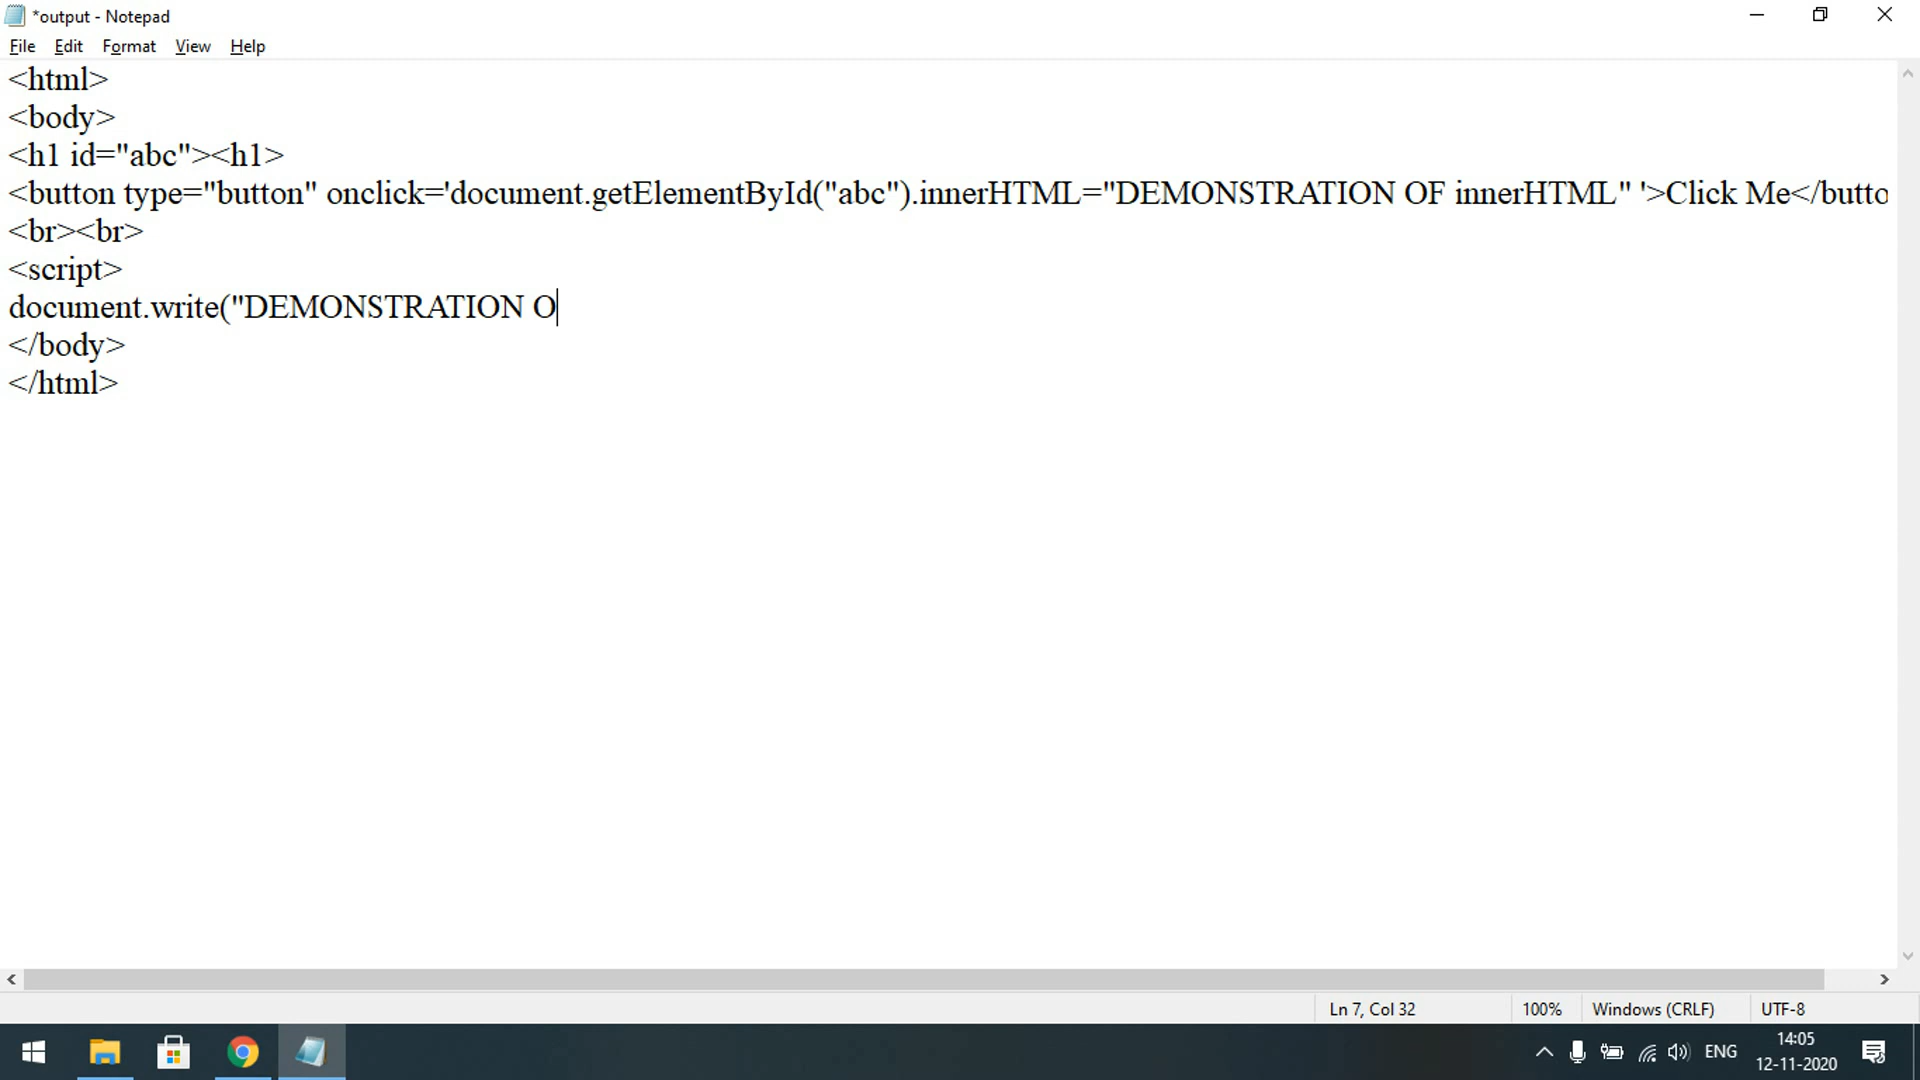 *output - Notepad
File Edit Format View Help
<html>
<body>
<h1 id="abc"><h1>
<button type="button" onclick='document.getElementById("abc").innerHTML="DEMONSTRATION OF innerHTML" '>Click Me</butto
<br><br>
<script>
document.write("DEMONSTRATION O
</body>
</html>
Ln 7, Col 32 100% Windows (CRLF) UTF-8
ENG 14:05
12-11-2020